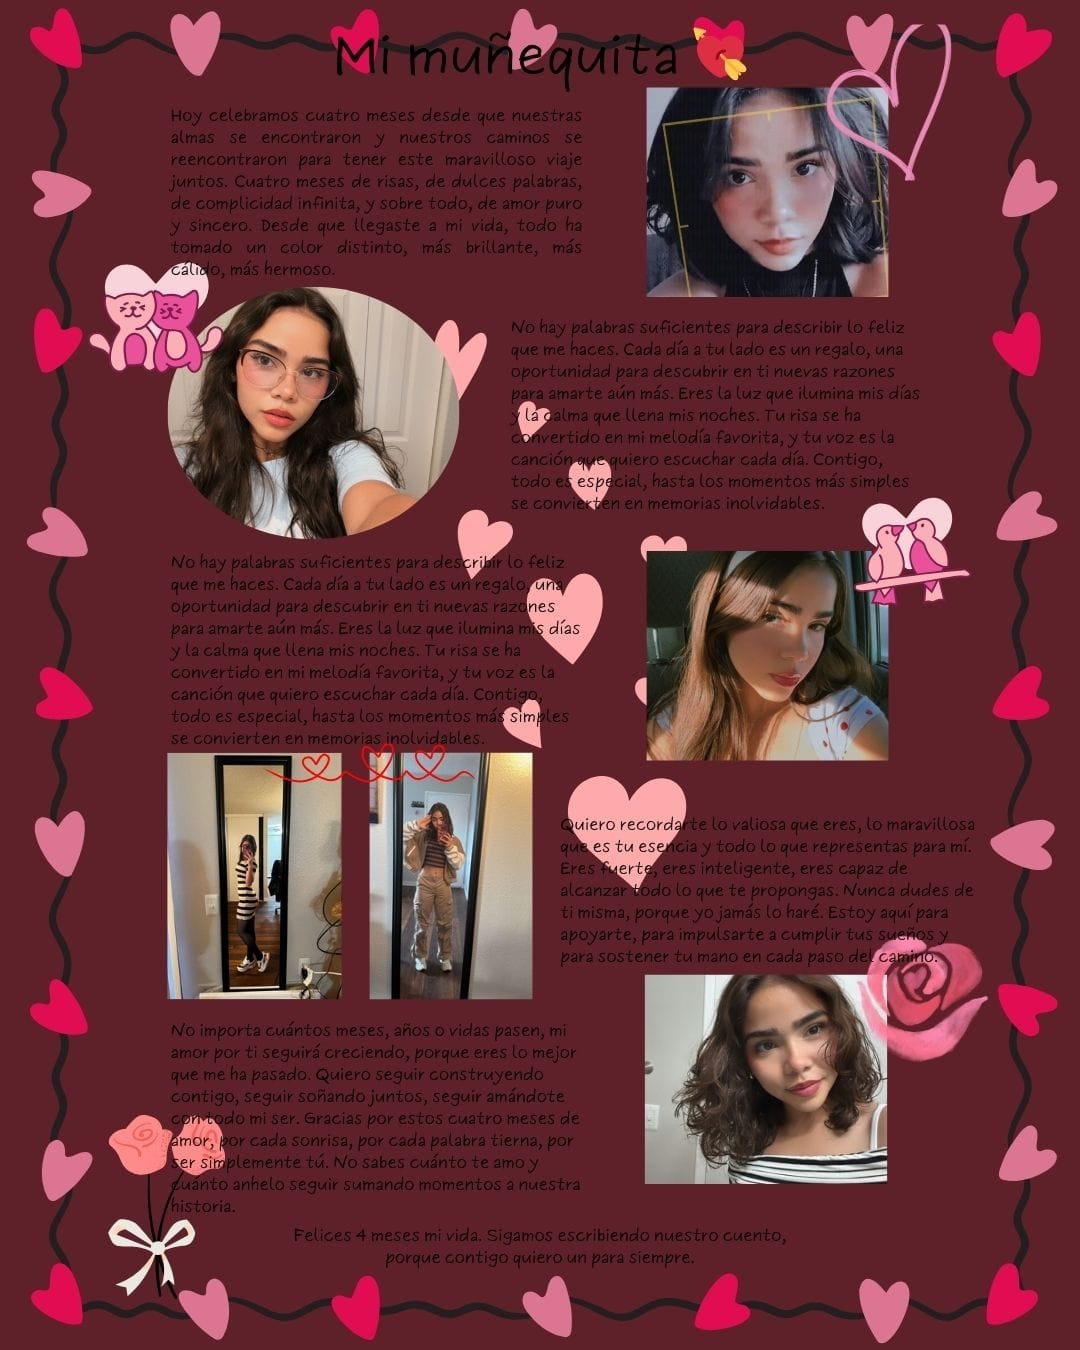 Mi muñequita
Hoy celebramos cuatro meses desde que nuestras
almas se encontraron y nuestros caminos se
reencontraron para tener este maravilloso viaje
juntos. Cuatro meses de risas, de dulces palabras,
de complicidad infinita, y sobre todo, de amor puro
y sincero. Desde que llegaste a mi vida, todo ha
tomado un color distinto, más brillante, más
cálido, más hermoso.
No hay palabras suficientes para describir lo feliz
que me haces. Cada día a tu lado es un regalo, una
oportunidad para descubrir en ti nuevas razones
para amarte aún más. Eres la luz que ilumina mis días
y la calma que llena mis noches. Tu risa se ha
convertido en mi melodía favorita, y tu voz es la
canción que quiero escuchar cada día. Contigo,
todo es especial, hasta los momentos más simples
se convierten en memorias inolvidables.
No hay palabras suficientes para describir lo feliz
que me haces. Cada día a tu lado es un regalo, una
oportunidad para descubrir en ti nuevas razones
para amarte aún más. Eres la luz que ilumina mis días
y la calma que llena mis noches. Tu risa se ha
convertido en mi melodía favorita, y tu voz es la
canción que quiero escuchar cada día. Contigo,
todo es especial, hasta los momentos más simples
se convierten en memorias inolvidables.
Quiero recordarte lo valiosa que eres, lo maravillosa
que es tu esencia y todo lo que representas para mí.
Eres fuerte, eres inteligente, eres capaz de
alcanzar todo lo que te propongas. Nunca dudes de
ti misma, porque yo jamás lo haré. Estoy aquí para
apoyarte, para impulsarte a cumplir tus sueños y
para sostener tu mano en cada paso del camino.
No importa cuántos meses, años o vidas pasen, mi
amor por ti seguirá creciendo, porque eres lo mejor
que me ha pasado. Quiero seguir construyendo
contigo, seguir soñando juntos, seguir amándote
con todo mi ser. Gracias por estos cuatro meses de
amor, por cada sonrisa, por cada palabra tierna, por
ser simplemente tú. No sabes cuánto te amo y
cuánto anhelo seguir sumando momentos a nuestra
historia.
Felices 4 meses mi vida. Sigamos escribiendo nuestro cuento,
porque contigo quiero un para siempre.